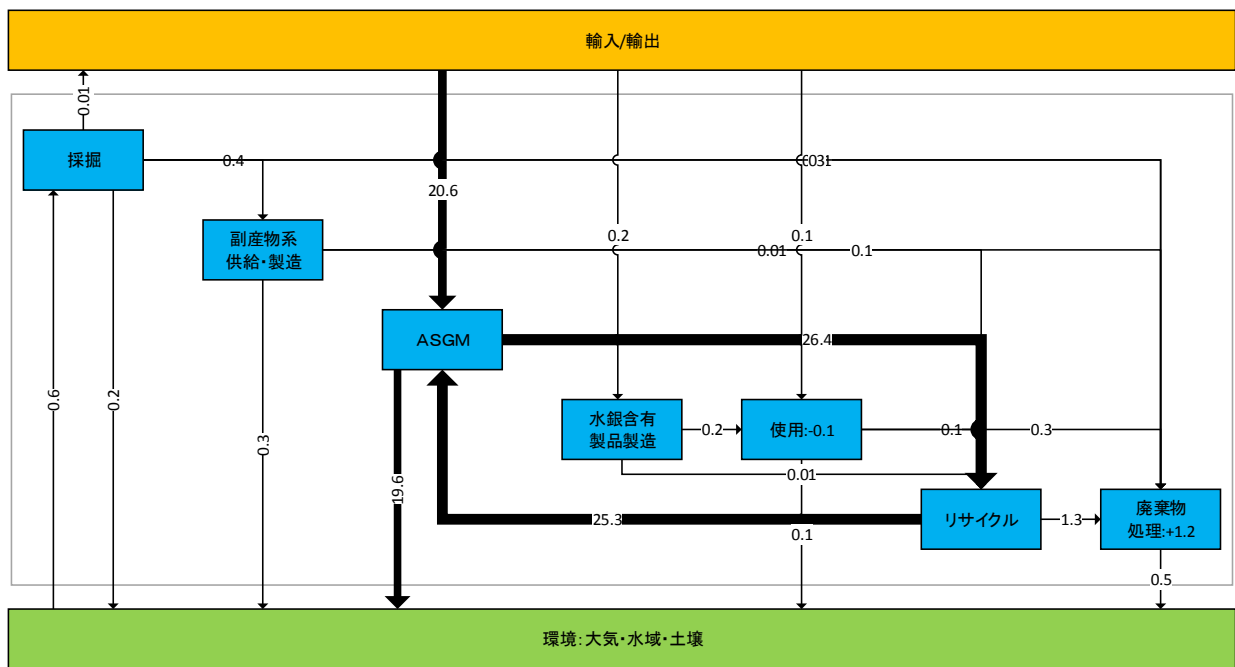 輸入/輸出
0.01
採掘
0.4
20.6
副産物系
供給・製造
0.2
0.1
0.01
0.1
ASGM
26.4
0.6
0.2
0.3
水銀含有
製品製造
0.2
使用:-0.1
0.1
0.3
0.01
19.6
25.3
リサイクル
1.3
廃棄物
処理:+1.2
0.1
0.5
環境:大気・水域・土壌